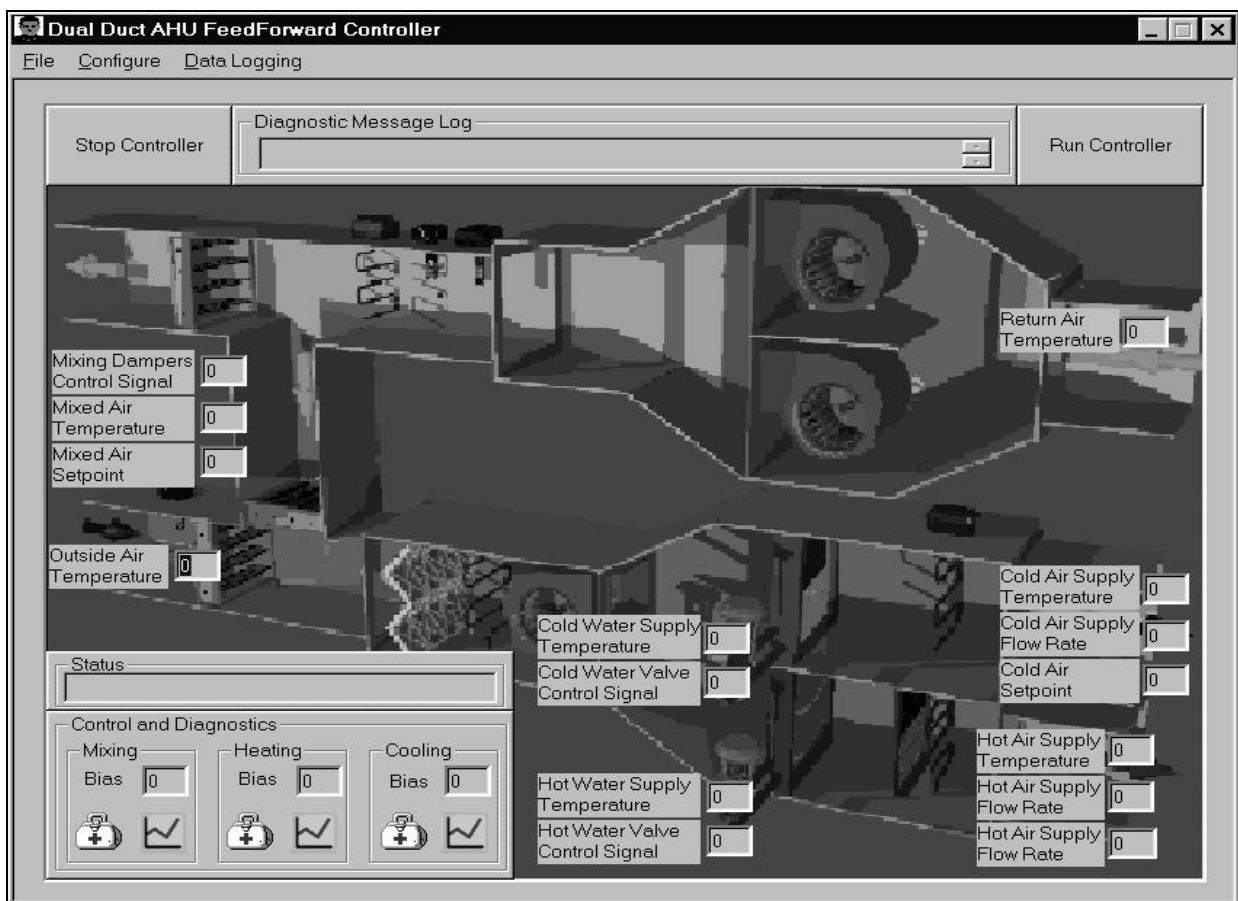 Dual Duct AHU FeedForward Controller
File Configure Data Logging
Stop Controller
Diagnostic Message Log
Run Controller
Return Air
Temperature
0
Mixing Dampers
Control Signal
0
Mixed Air
Temperature
0
Mixed Air
Setpoint
0
Outside Air
Temperature
0
Cold Air Supply
Temperature
0
Cold Air Supply
Flow Rate
0
Cold Air
Setpoint
0
Cold Water Supply
Temperature
0
Cold Water Valve
Control Signal
0
Status
Control and Diagnostics
Mixing
Bias 0
Heating
Bias 0
Cooling
Bias 0
Hot Water Supply
Temperature
0
Hot Water Valve
Control Signal
0
Hot Air Supply
Temperature
0
Hot Air Supply
Flow Rate
0
Hot Air Supply
Flow Rate
0